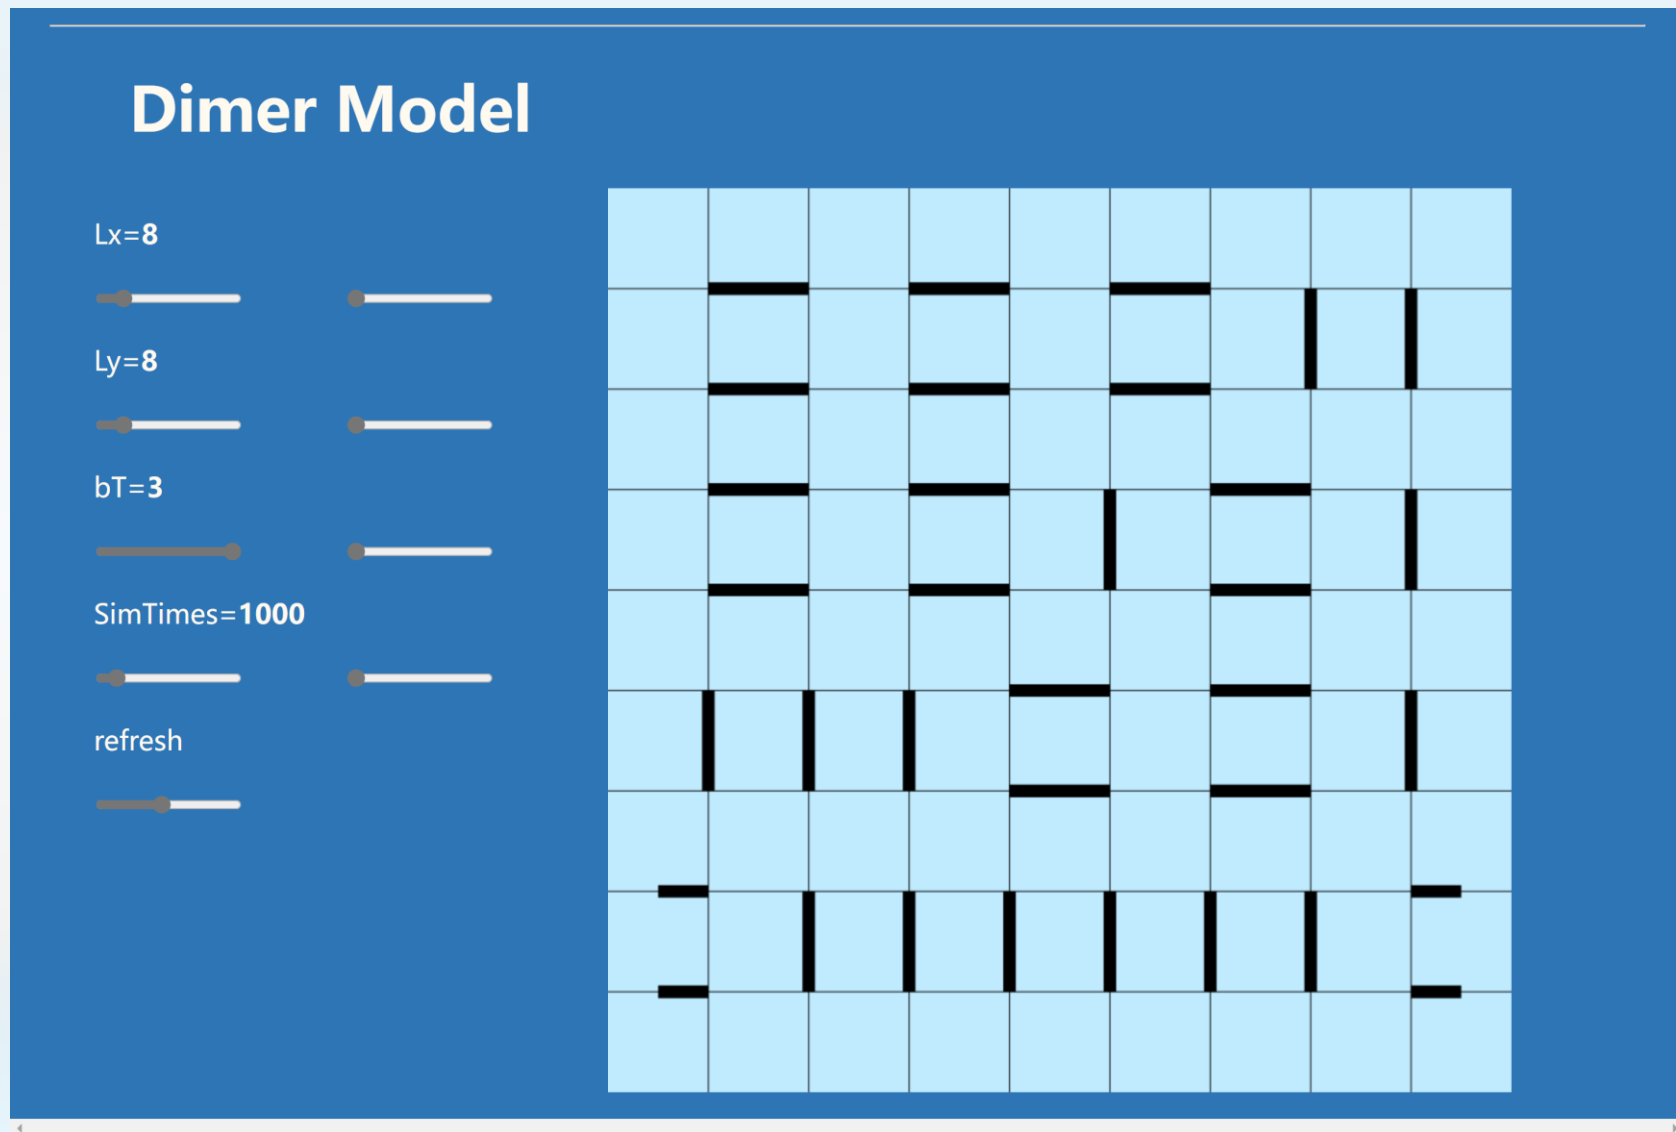 Dimer Model
Lx=8
Ly=8
bT=3
SimTimes=1000
refresh